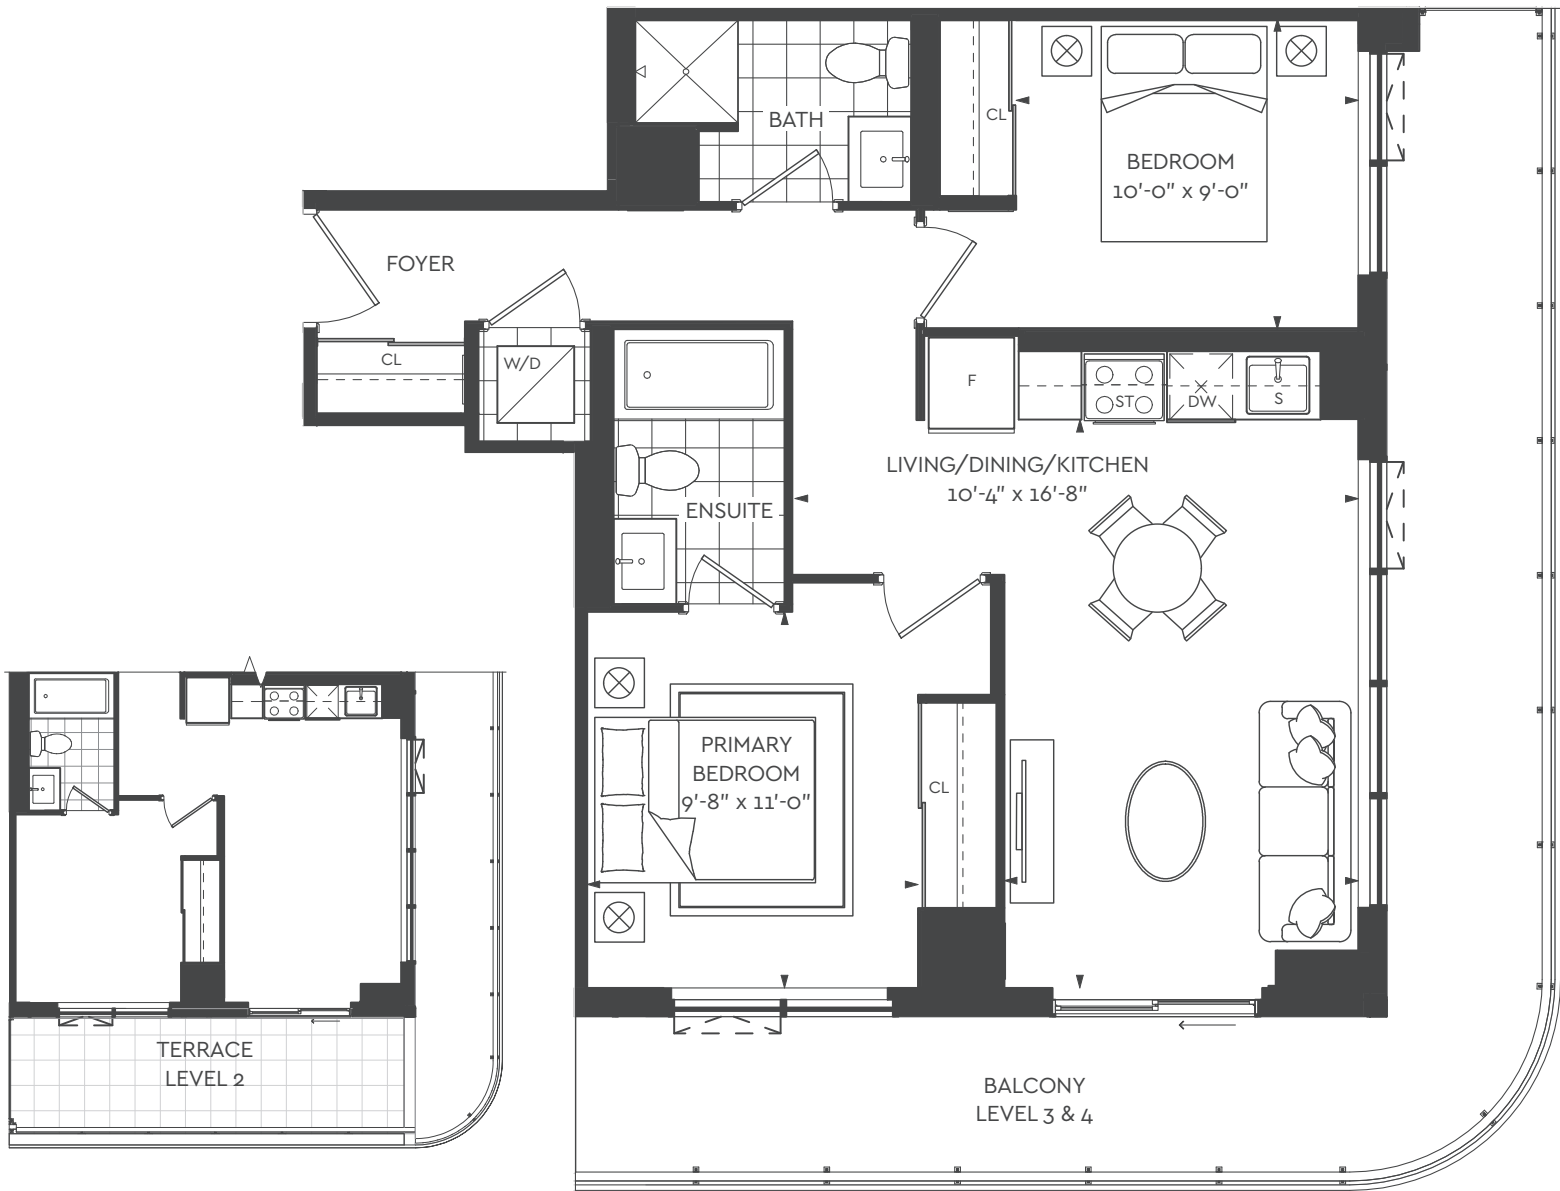 BATH
CL
BEDROOM
10'-0" x 9'-0"
FOYER
CL
W/D
F
ST
DW
S
LIVING/DINING/KITCHEN
10'-4" x 16'-8"
ENSUITE
PRIMARY
BEDROOM
9'-8" x 11'-0"
CL
TERRACE
LEVEL 2
BALCONY
LEVEL 3 & 4